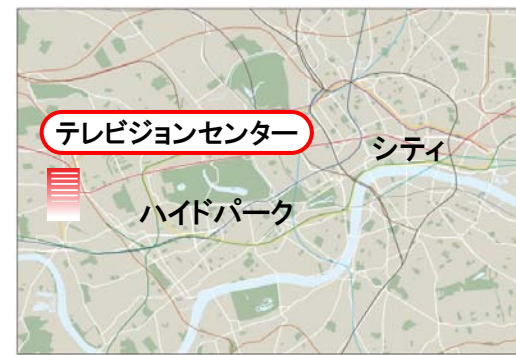 テレビジョンセンター
シティ
ハイドパーク